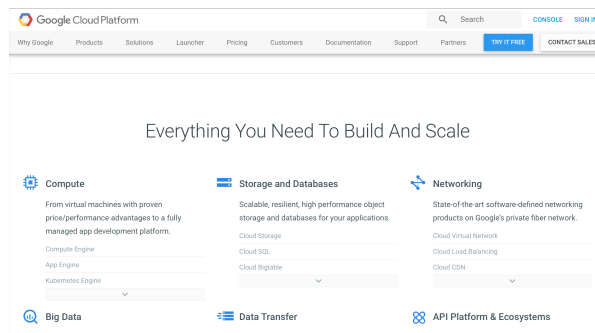 Google Cloud Platform
Search
CONSOLE
Why Google
Products
Solutions
Launcher
Pricing
Customers
Documentation
Support
Partners
TRY IT FREE
CONTACT SALES
Everything You Need To Build And Scale
Compute
From virtual machines with proven
price/performance advantages to a fully
managed app development platform.
Compute Engine
App Engine
Kubernetes Engine
Storage and Databases
Scalable, resilient, high performance object
storage and databases for your applications.
Cloud Storage
Cloud SQL
Cloud Bigtable
Networking
State-of-the-art software-defined networking
products on Google's private fiber network.
Cloud Virtual Network
Cloud Load Balancing
Cloud CDN
Big Data
Data Transfer
API Platform & Ecosystems